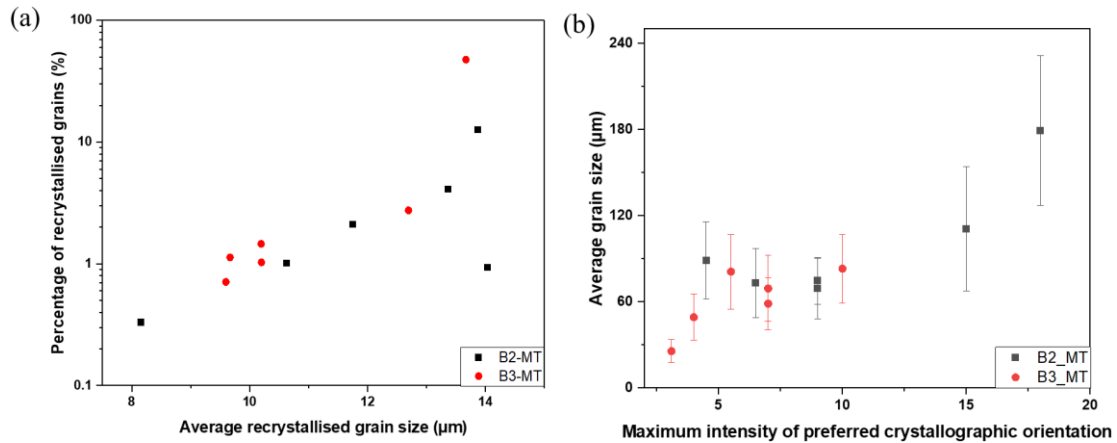 (a)
Percentage of recrystallised grains (%)
100
10
1
0.1
8
10
12
14
Average recrystallised grain size (µm)
B2-MT
B3-MT
(b)
Average grain size (µm)
240
180
120
60
0
5
10
15
20
Maximum intensity of preferred crystallographic orientation
B2_MT
B3_MT